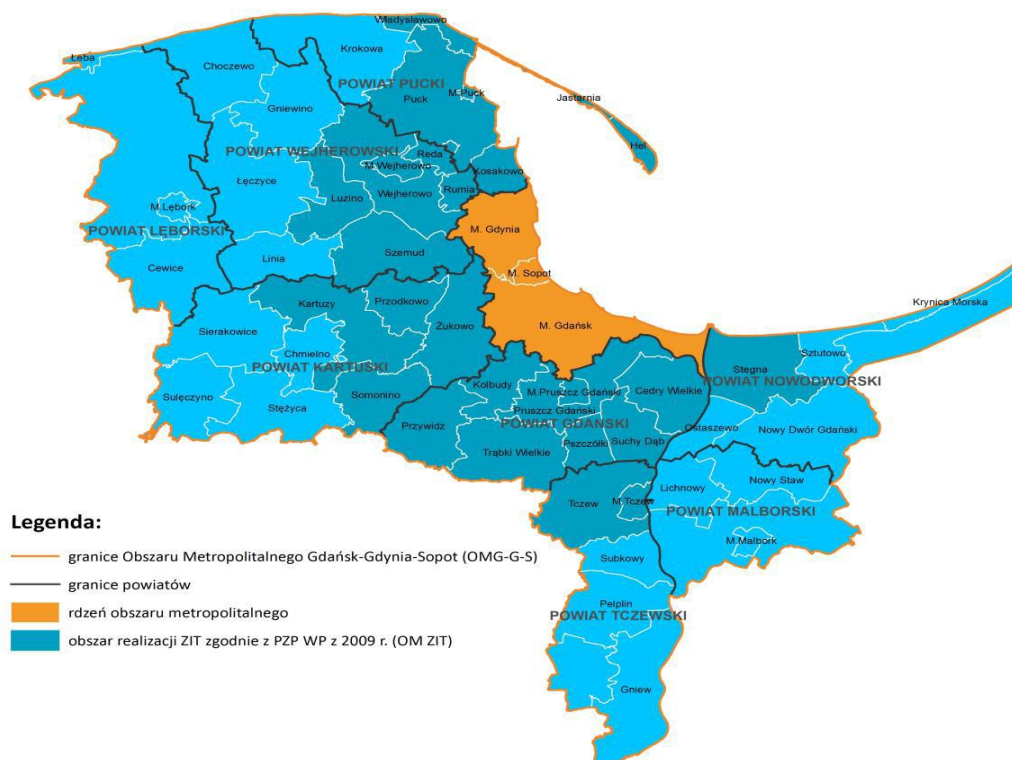 Władysławowo
Krokowa
Łeba
Choczewo
POWIAT PUCKI
Puck
M.Puck
Jastarnia
Gniewino
Hel
POWIAT WEJHEROWSKI
Reda
M.Wejherowo
Kosakowo
Łęczyce
Wejherowo
Rumia
Luzino
M.Lębork
POWIAT LĘBORSKI
M. Gdynia
Szemud
Linia
Cewice
M. Sopot
Kartuzy
Przodkowo
Krynica Morska
Sierakowice
Żukowo
M. Gdańsk
Chmielno
Sztutowo
POWIAT KARTUSKI
Stegna
POWIAT NOWODWORSKI
Kolbudy
M.Pruszcz Gdański
Cedry Wielkie
Sulęczyno
Somonino
Stężyca
Pruszcz Gdański
POWIAT GDAŃSKI
Przywidz
Ostaszewo
Nowy Dwór Gdański
Pszczółki
Suchy Dąb
Trąbki Wielkie
Nowy Staw
Lichnowy
Tczew
M.Tczew
POWIAT MALBORSKI
M.Malbork
Subkowy
Pelplin
POWIAT TCZEWSKI
Gniew
Legenda:
granice Obszaru Metropolitalnego Gdańsk-Gdynia-Sopot (OMG-G-S)
granice powiatów
rdzeń obszaru metropolitalnego
obszar realizacji ZIT zgodnie z PZP WP z 2009 r. (OM ZIT)